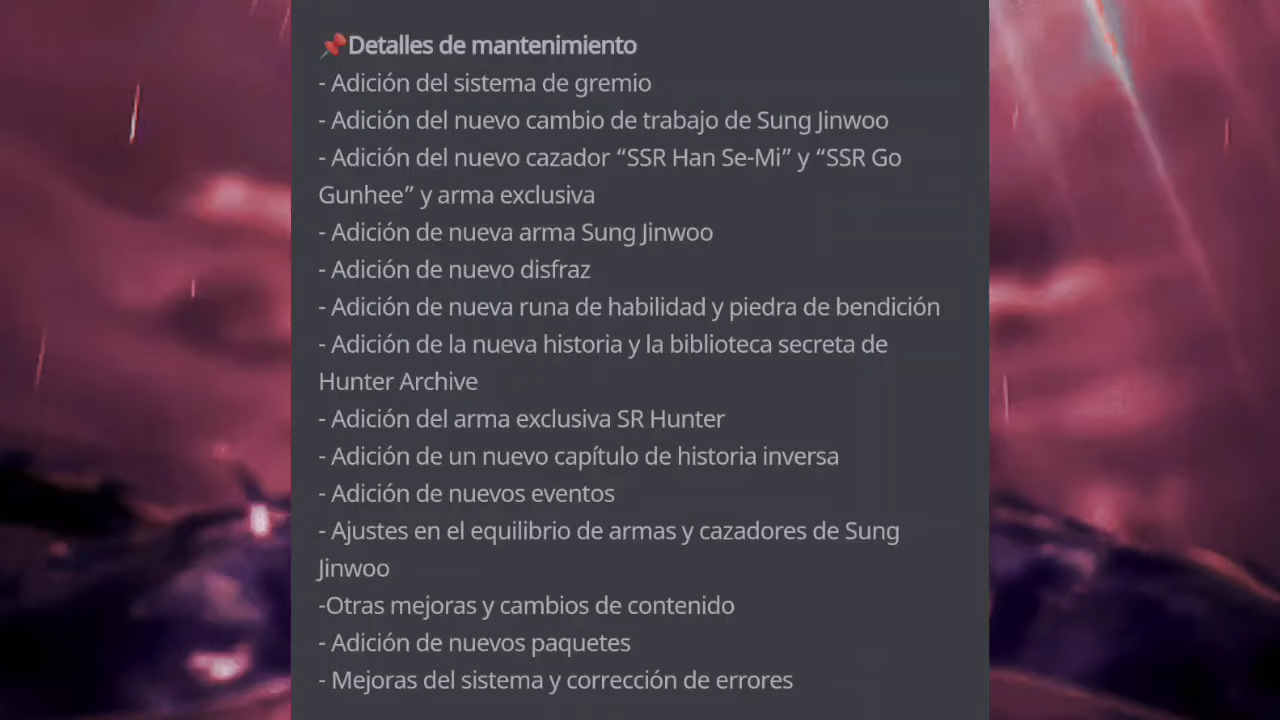 📌Detalles de mantenimiento
- Adición del sistema de gremio
- Adición del nuevo cambio de trabajo de Sung Jinwoo
- Adición del nuevo cazador “SSR Han Se-Mi” y “SSR Go
Gunhee” y arma exclusiva
- Adición de nueva arma Sung Jinwoo
- Adición de nuevo disfraz
- Adición de nueva runa de habilidad y piedra de bendición
- Adición de la nueva historia y la biblioteca secreta de
Hunter Archive
- Adición del arma exclusiva SR Hunter
- Adición de un nuevo capítulo de historia inversa
- Adición de nuevos eventos
- Ajustes en el equilibrio de armas y cazadores de Sung
Jinwoo
-Otras mejoras y cambios de contenido
- Adición de nuevos paquetes
- Mejoras del sistema y corrección de errores